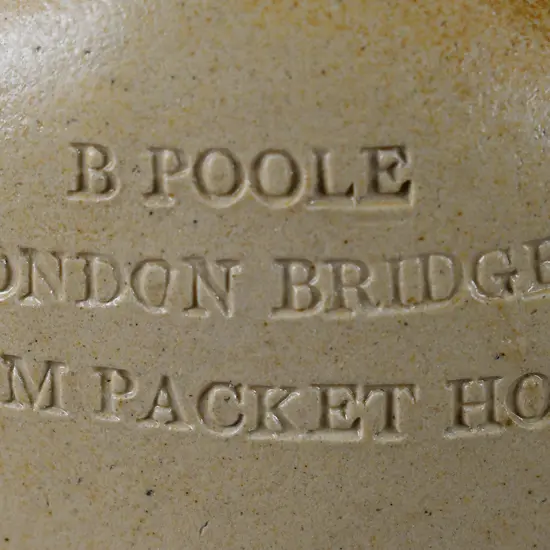 B POOLE
ONDON BRIDGE
M PACKET HO